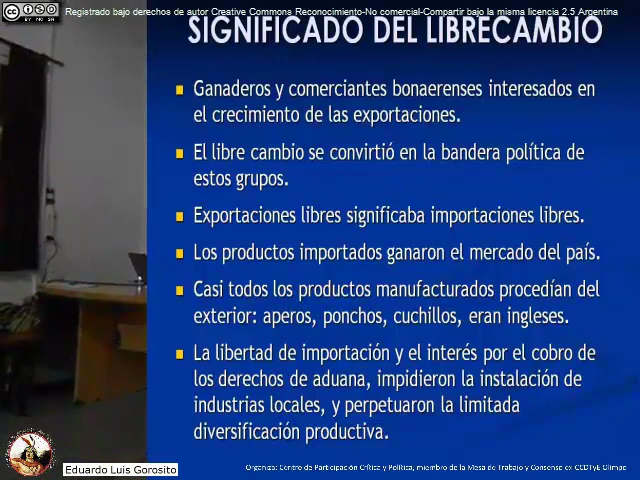 Registrado bajo derechos de autor Creative Commons Reconocimiento-No comercial-Compartir bajo la misma licencia 2.5 Argentina
SIGNIFICADO DEL LIBRECAMBIO
Ganaderos y comerciantes bonaerenses interesados en
el crecimiento de las exportaciones.
El libre cambio se convirtió en la bandera política de
estos grupos.
Exportaciones libres significaba importaciones libres.
Los productos importados ganaron el mercado del país.
Casi todos los productos manufacturados procedían del
exterior: aperos, ponchos, cuchillos, eran ingleses.
La libertad de importación y el interés por el cobro de
los derechos de aduana, impidieron la instalación de
industrias locales, y perpetuaron la limitada
diversificación productiva.
Eduardo Luis Gorosito
Organiza: Centro de Participación Crítica y Política, miembro de la Mesa de Trabajo y Consenso ex CCDTyE Olimpo